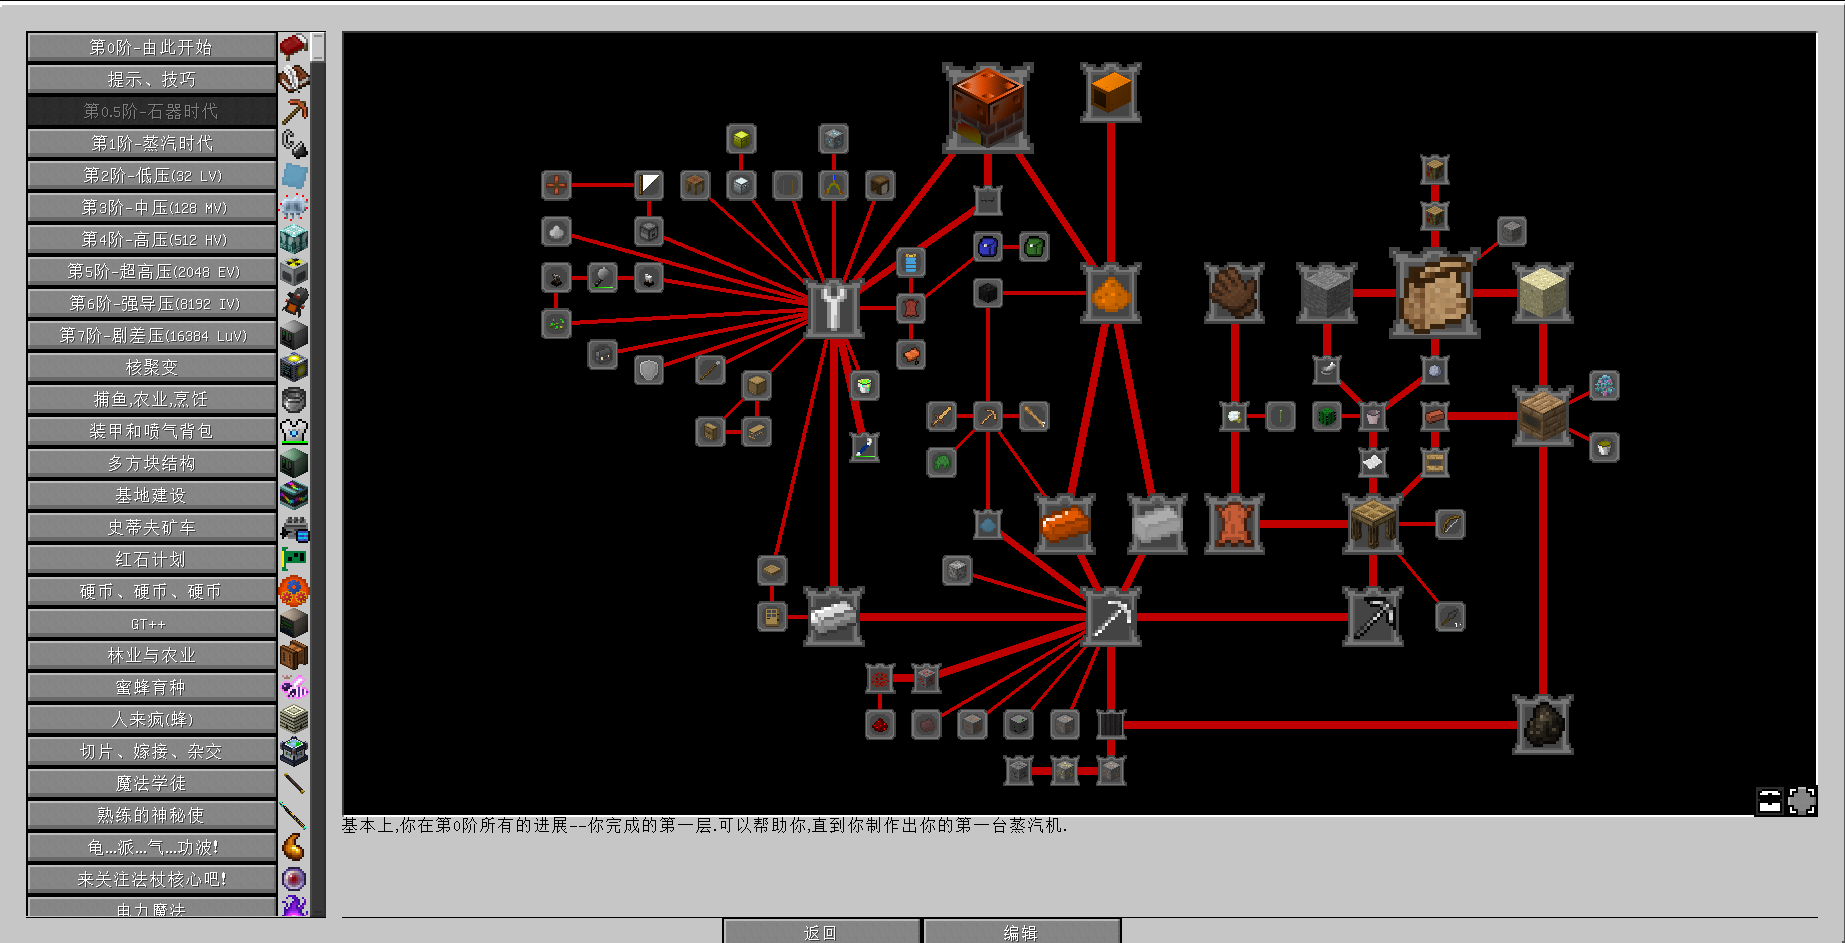 第0阶-由此开始
提示、技巧
第0.5阶-石器时代
第1阶-蒸汽时代
第2阶-低压(32 LV)
第3阶-中压(128 MV)
第4阶-高压(512 HV)
第5阶-超高压(2048 EV)
第6阶-强导压(8192 IV)
第7阶-剧差压(16384 LuV)
核聚变
捕鱼,农业,烹饪
装甲和喷气背包
多方块结构
基地建设
史蒂夫矿车
红石计划
硬币、硬币、硬币
GT++
林业与农业
蜜蜂育种
人来疯(蜂)
切片、嫁接、杂交
魔法学徒
熟练的神秘使
龟…派…气…功波!
来关注法杖核心吧!
电力魔法
基本上,你在第0阶所有的进展--你完成的第一层.可以帮助你,直到你制作出你的第一台蒸汽机.
返回
编辑